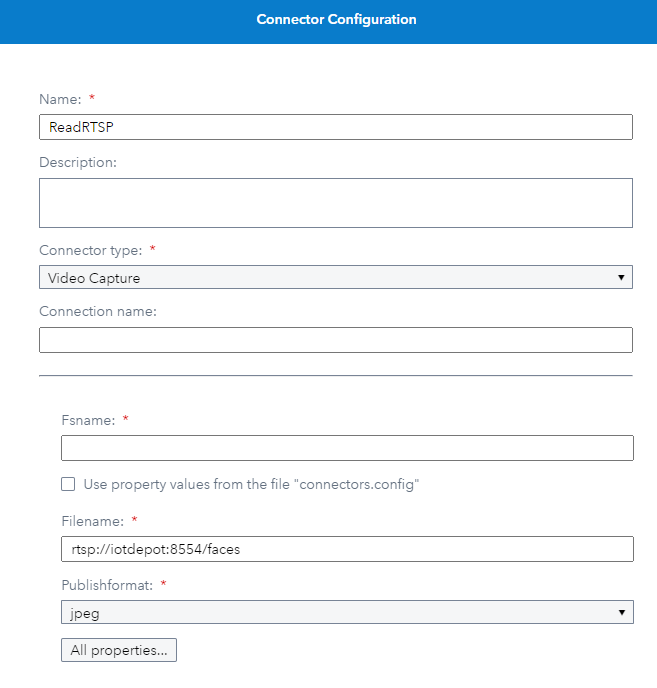 Connector Configuration
Name: *
ReadRTSP
Description:
Connector type: *
Video Capture
Connection name:
Fsname: *
Use property values from the file "connectors.config"
Filename: *
rtsp://iotdepot:8554/faces
Publishformat: *
jpeg
All properties...